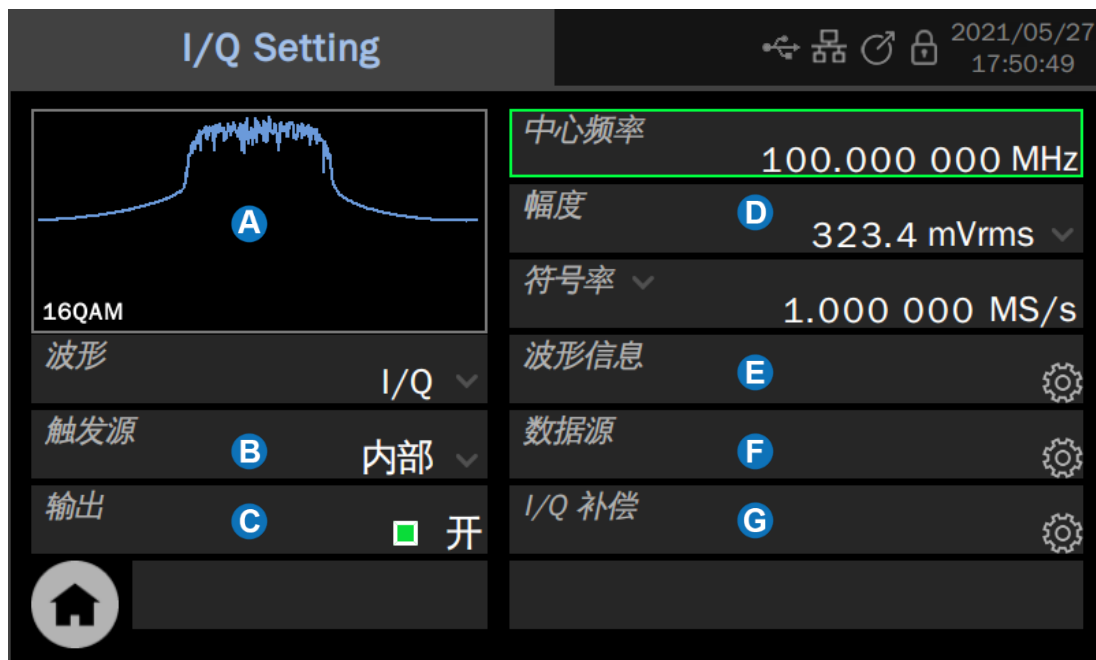 I/Q Setting
2021/05/27
17:50:49
A
16QAM
波形
I/Q
触发源
B
内部
输出
C
开
中心频率
100.000 000 MHz
幅度
D
323.4 mVrms
符号率
1.000 000 MS/s
波形信息
E
数据源
F
I/Q 补偿
G